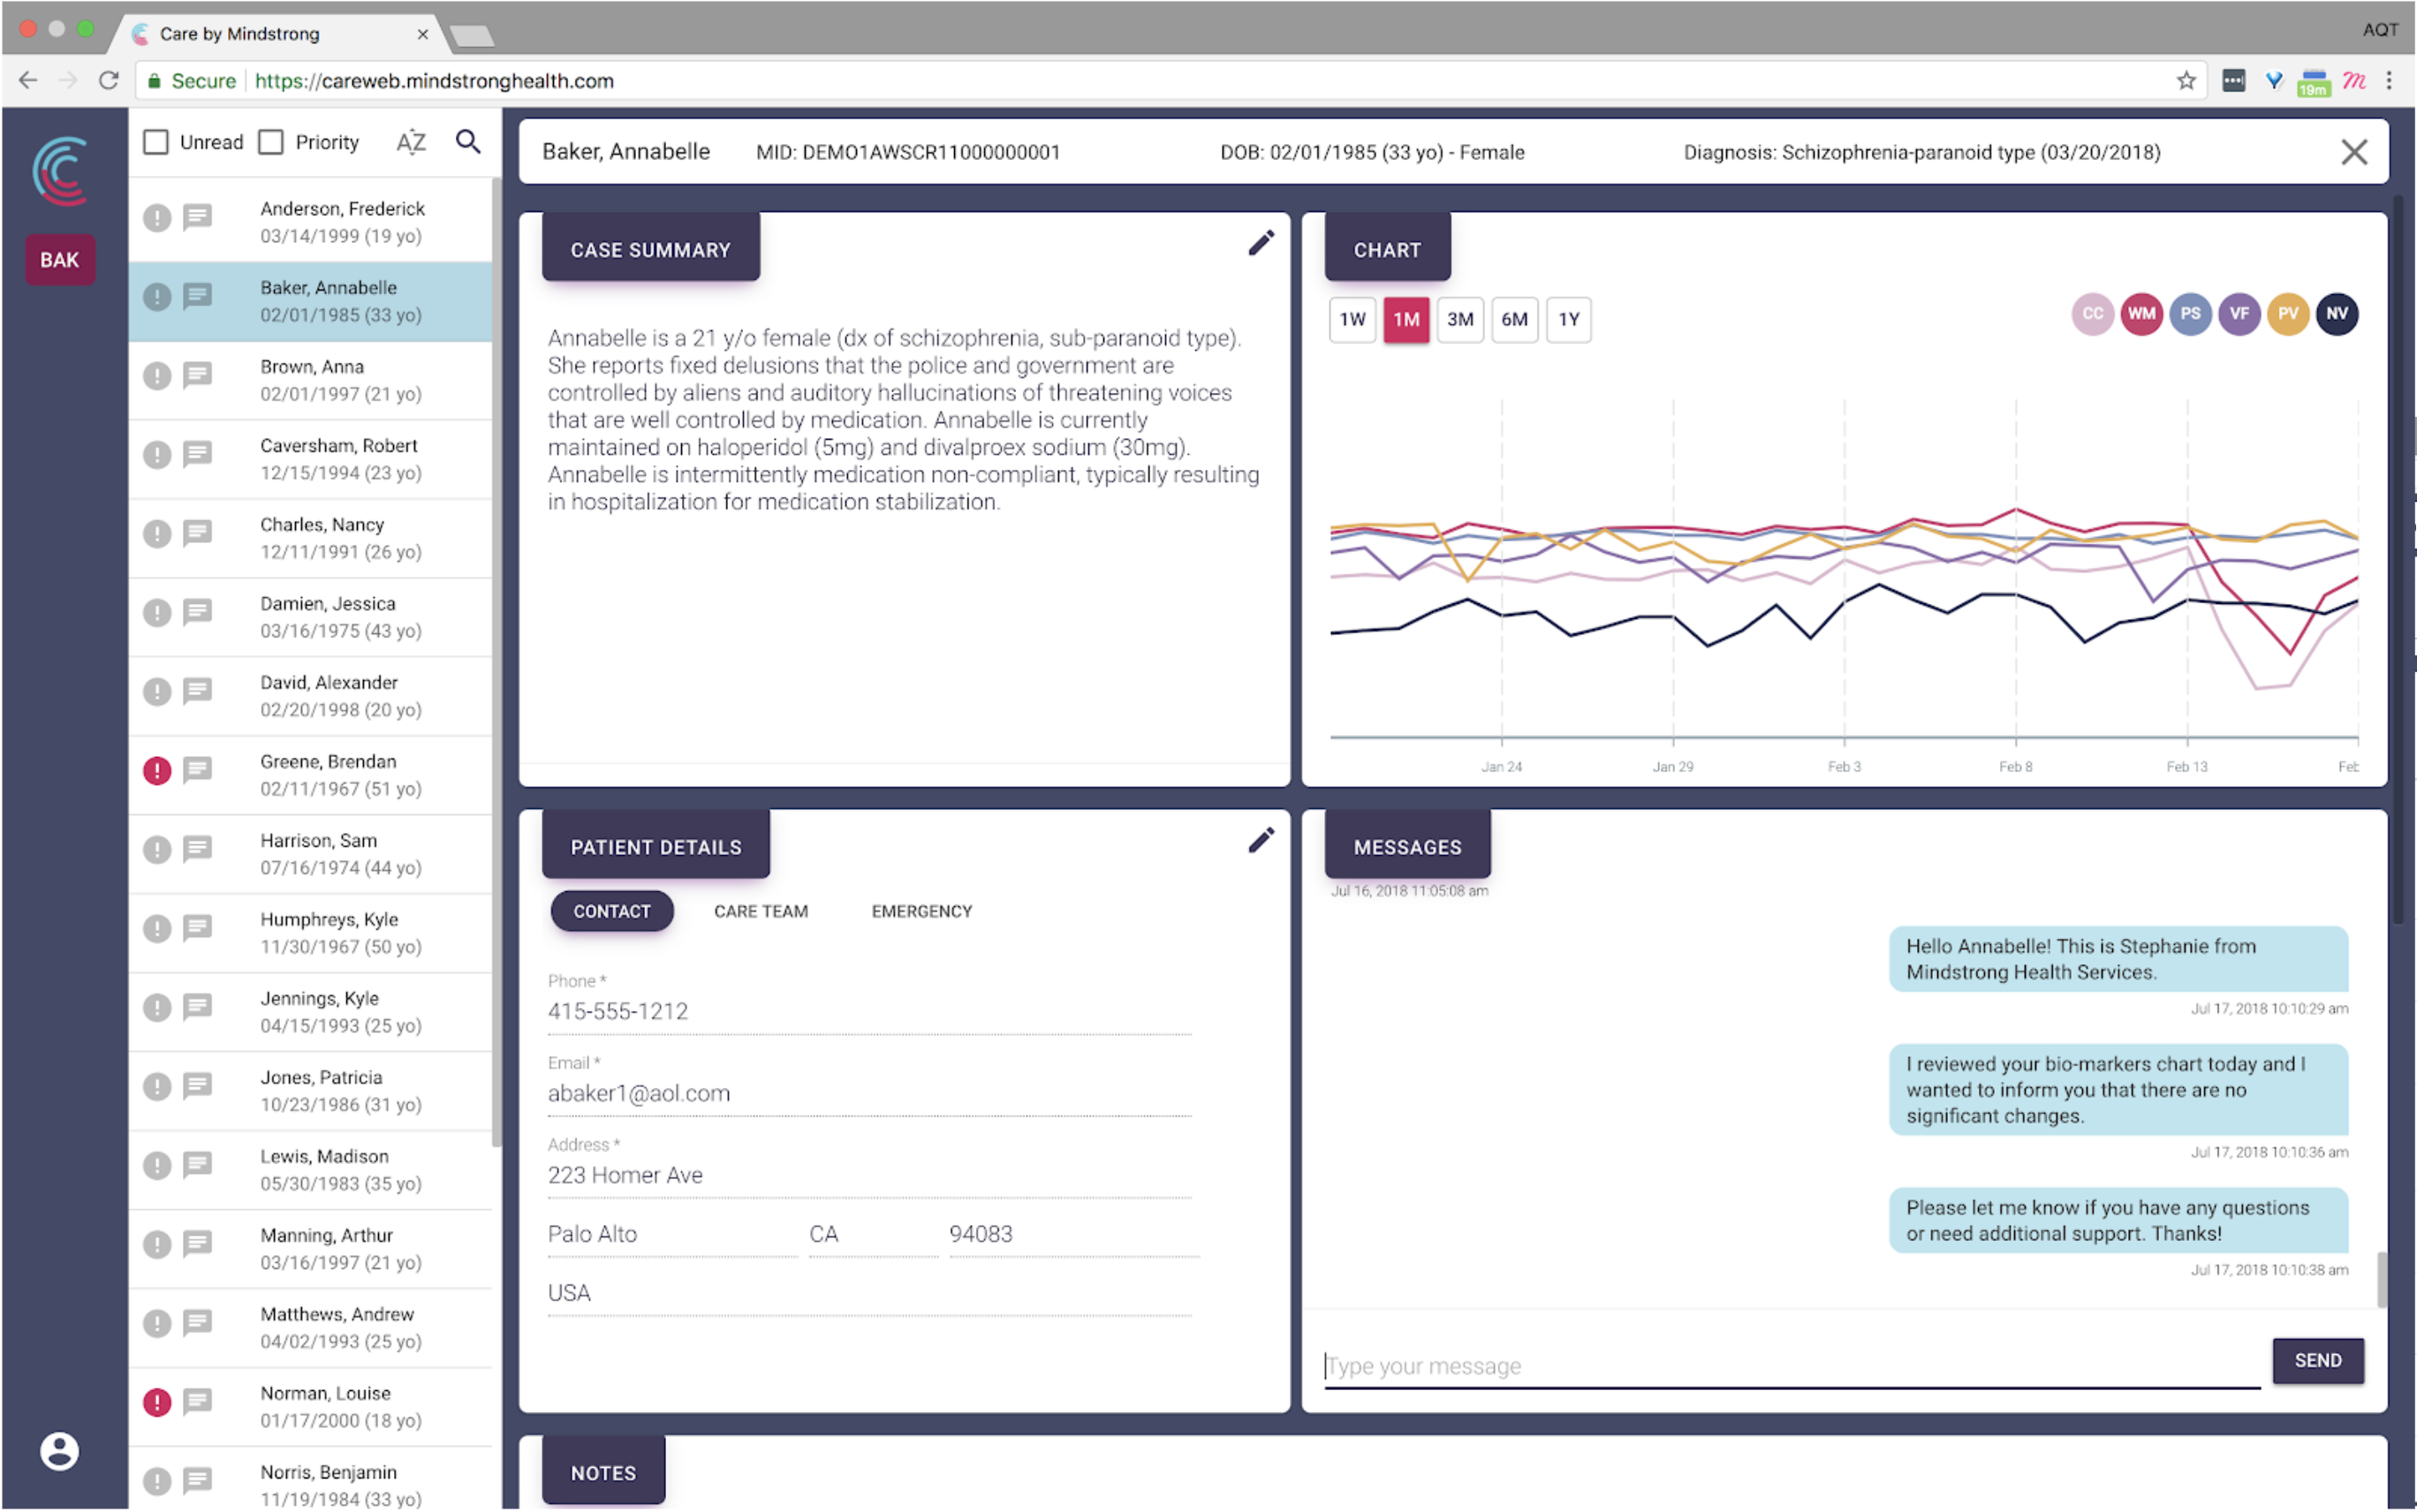 Care by Mindstrong
AQT
Secure https://careweb.mindstronghealth.com
19m
BAK
Unread Priority AZ
Anderson, Frederick
03/14/1999 (19 yo)
Baker, Annabelle
02/01/1985 (33 yo)
Brown, Anna
02/01/1997 (21 yo)
Caversham, Robert
12/15/1994 (23 yo)
Charles, Nancy
12/11/1991 (26 yo)
Damien, Jessica
03/16/1975 (43 yo)
David, Alexander
02/20/1998 (20 yo)
Greene, Brendan
02/11/1967 (51 yo)
Harrison, Sam
07/16/1974 (44 yo)
Humphreys, Kyle
11/30/1967 (50 yo)
Jennings, Kyle
04/15/1993 (25 yo)
Jones, Patricia
10/23/1986 (31 yo)
Lewis, Madison
05/30/1983 (35 yo)
Manning, Arthur
03/16/1997 (21 yo)
Matthews, Andrew
04/02/1993 (25 yo)
Norman, Louise
01/17/2000 (18 yo)
Norris, Benjamin
11/19/1984 (33 yo)
Baker, Annabelle MID: DEMO1AWSCR11000000001 DOB: 02/01/1985 (33 yo) - Female Diagnosis: Schizophrenia-paranoid type (03/20/2018)
CASE SUMMARY
Annabelle is a 21 y/o female (dx of schizophrenia, sub-paranoid type).
She reports fixed delusions that the police and government are
controlled by aliens and auditory hallucinations of threatening voices
that are well controlled by medication. Annabelle is currently
maintained on haloperidol (5mg) and divalproex sodium (30mg).
Annabelle is intermittently medication non-compliant, typically resulting
in hospitalization for medication stabilization.
CHART
1W 1M 3M 6M 1Y
CC WM PS VF PV NV
Jan 24 Jan 29 Feb 3 Feb 8 Feb 13 Feb
PATIENT DETAILS
CONTACT CARE TEAM EMERGENCY
Phone *
415-555-1212
Email *
abaker1@aol.com
Address *
223 Homer Ave
Palo Alto CA 94083
USA
MESSAGES
Jul 16, 2018 11:05:08 am
Hello Annabelle! This is Stephanie from
Mindstrong Health Services.
Jul 17, 2018 10:10:29 am
I reviewed your bio-markers chart today and I
wanted to inform you that there are no
significant changes.
Jul 17, 2018 10:10:36 am
Please let me know if you have any questions
or need additional support. Thanks!
Jul 17, 2018 10:10:38 am
Type your message
SEND
NOTES